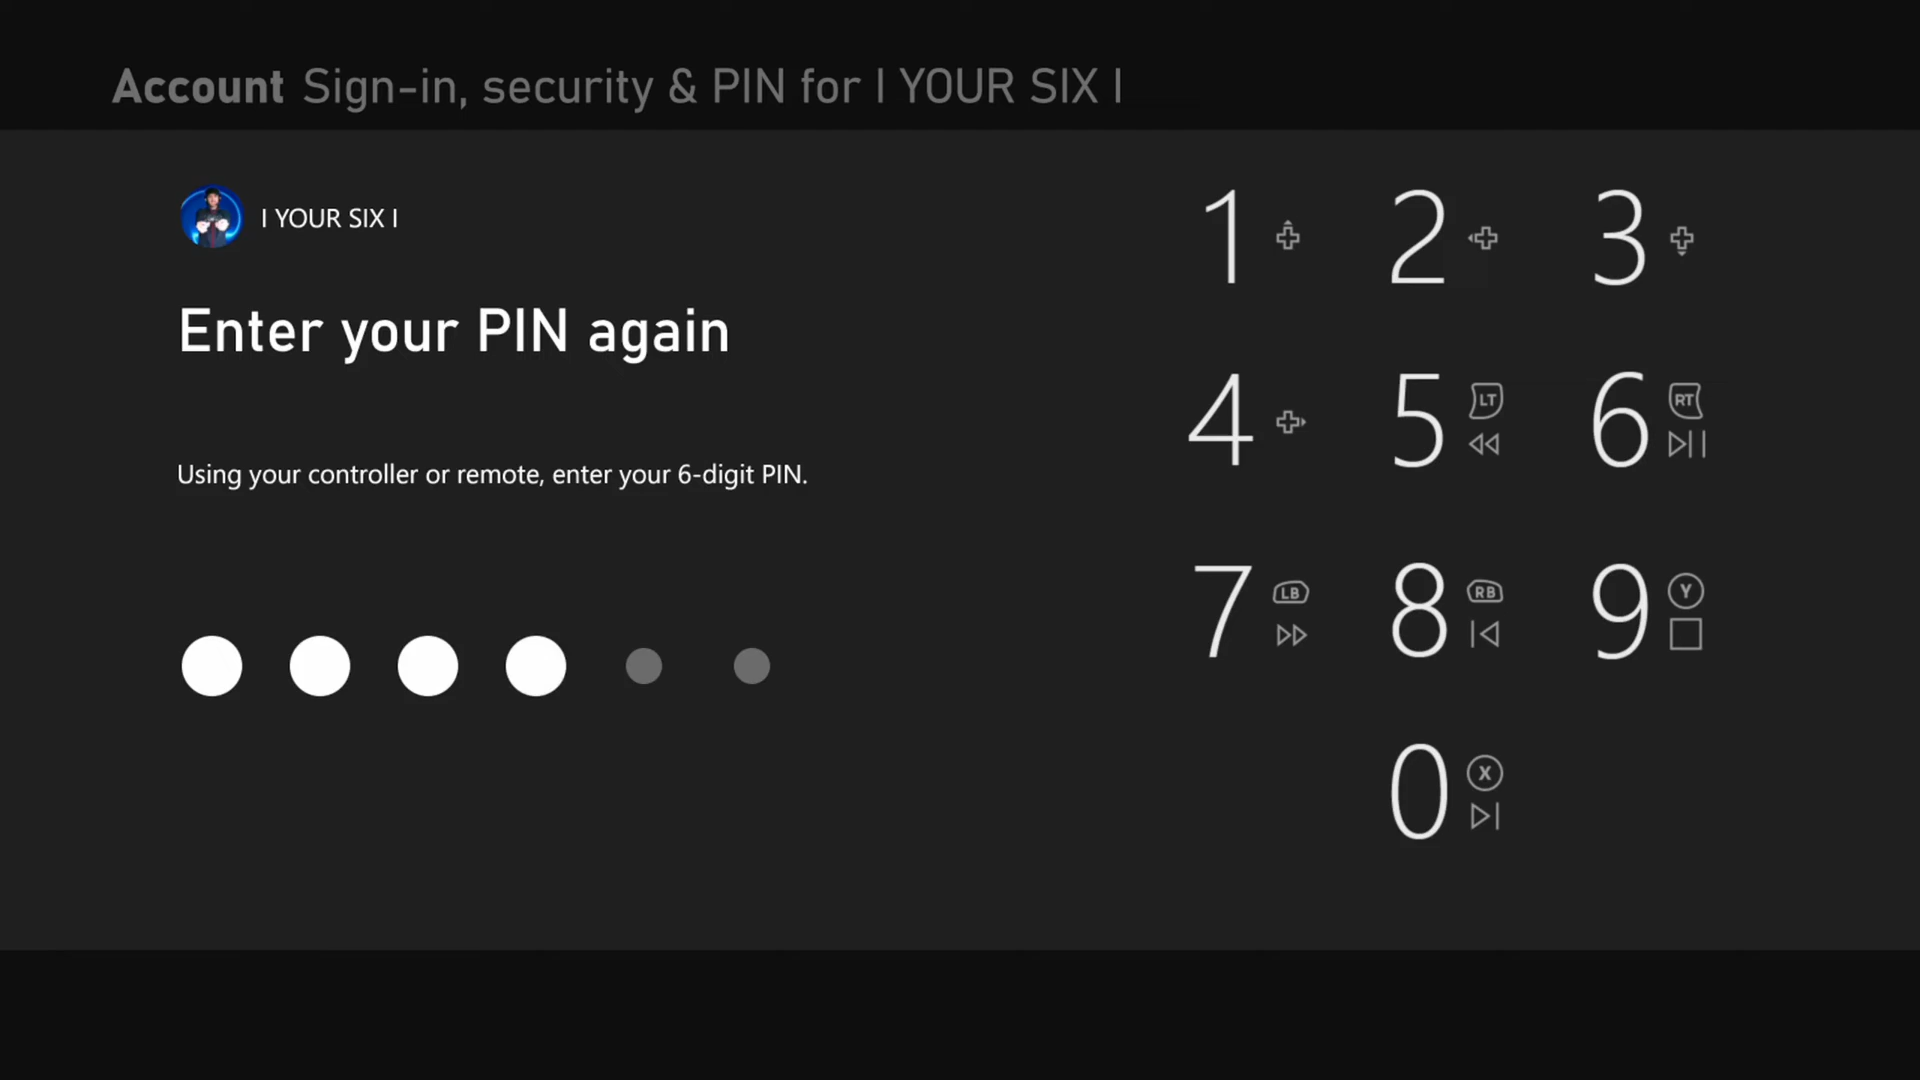 Account Sign-in, security & PIN for I YOUR SIX I
I YOUR SIX I
Enter your PIN again
Using your controller or remote, enter your 6-digit PIN.
1 2 3
4 5 LT 6 RT
7 LB 8 RB 9 Y
0 X